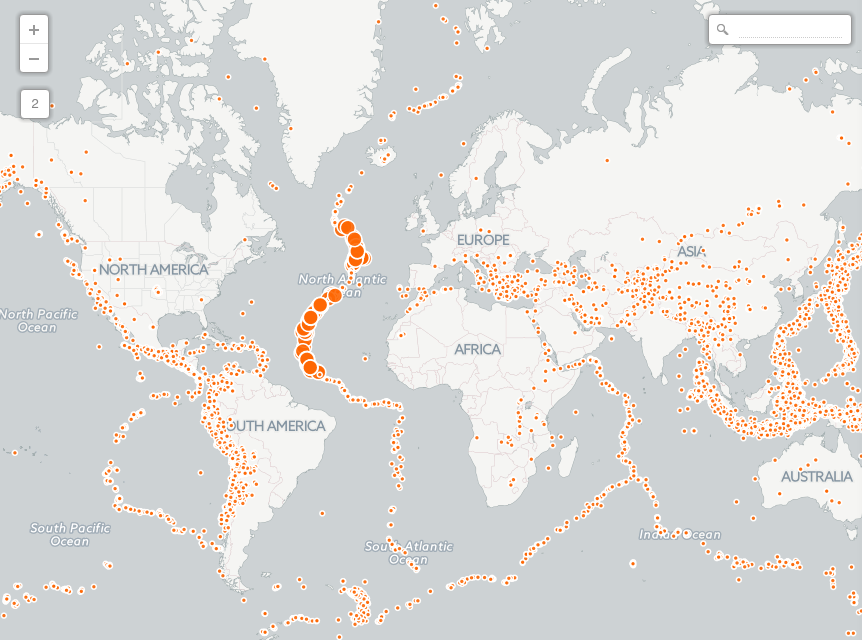 +
−
2
EUROPE
ASIA
NORTH AMERICA
North Atlantic
North Pacific
Ocean
AFRICA
SOUTH AMERICA
AUSTRALIA
South Pacific
Ocean
Indian Ocean
South Atlantic
Ocean